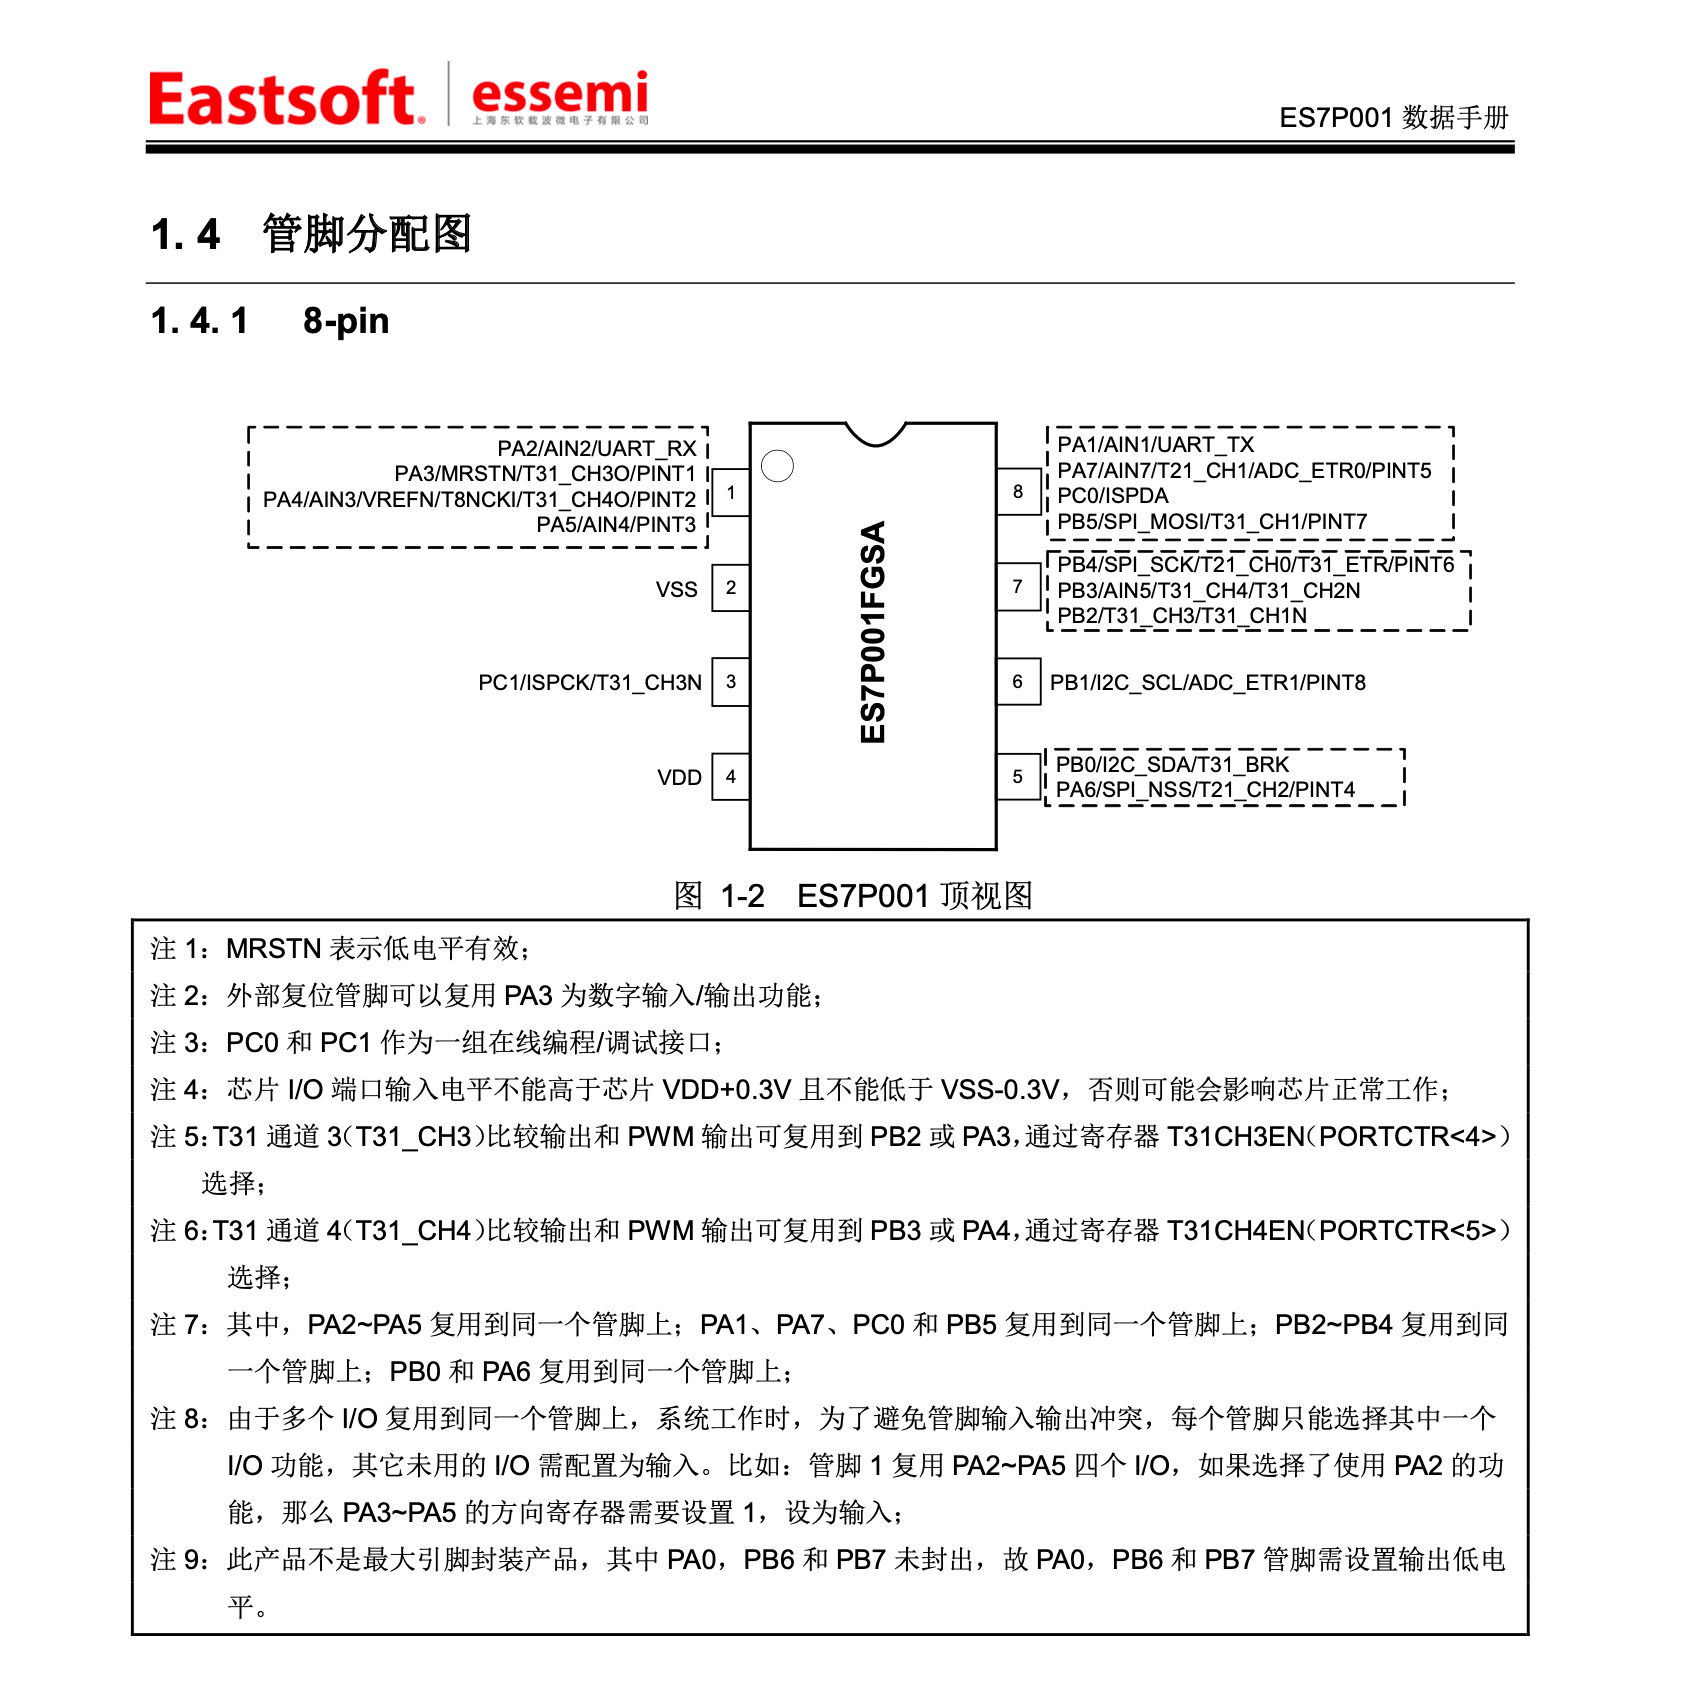 Eastsoft® essemi
上海东软载波微电子有限公司
ES7P001 数据手册
1. 4 管脚分配图
1. 4. 1 8-pin
PA2/AIN2/UART_RX
PA3/MRSTN/T31_CH3O/PINT1
PA4/AIN3/VREFN/T8NCKI/T31_CH4O/PINT2
PA5/AIN4/PINT3
1
VSS 2
PC1/ISPCK/T31_CH3N 3
VDD 4
ES7P001FGSA
PA1/AIN1/UART_TX
PA7/AIN7/T21_CH1/ADC_ETR0/PINT5
PC0/ISPDA
PB5/SPI_MOSI/T31_CH1/PINT7
8
PB4/SPI_SCK/T21_CH0/T31_ETR/PINT6
PB3/AIN5/T31_CH4/T31_CH2N
PB2/T31_CH3/T31_CH1N
7
6 PB1/I2C_SCL/ADC_ETR1/PINT8
PB0/I2C_SDA/T31_BRK
PA6/SPI_NSS/T21_CH2/PINT4
5
图 1-2 ES7P001 顶视图
注 1：MRSTN 表示低电平有效；
注 2：外部复位管脚可以复用 PA3 为数字输入/输出功能；
注 3：PC0 和 PC1 作为一组在线编程/调试接口；
注 4：芯片 I/O 端口输入电平不能高于芯片 VDD+0.3V 且不能低于 VSS-0.3V，否则可能会影响芯片正常工作；
注 5：T31 通道 3（T31_CH3）比较输出和 PWM 输出可复用到 PB2 或 PA3，通过寄存器 T31CH3EN（PORTCTR<4>）
选择；
注 6：T31 通道 4（T31_CH4）比较输出和 PWM 输出可复用到 PB3 或 PA4，通过寄存器 T31CH4EN（PORTCTR<5>）
选择；
注 7：其中，PA2~PA5 复用到同一个管脚上；PA1、PA7、PC0 和 PB5 复用到同一个管脚上；PB2~PB4 复用到同
一个管脚上；PB0 和 PA6 复用到同一个管脚上；
注 8：由于多个 I/O 复用到同一个管脚上，系统工作时，为了避免管脚输入输出冲突，每个管脚只能选择其中一个
I/O 功能，其它未用的 I/O 需配置为输入。比如：管脚 1 复用 PA2~PA5 四个 I/O，如果选择了使用 PA2 的功
能，那么 PA3~PA5 的方向寄存器需要设置 1，设为输入；
注 9：此产品不是最大引脚封装产品，其中 PA0，PB6 和 PB7 未封出，故 PA0，PB6 和 PB7 管脚需设置输出低电
平。